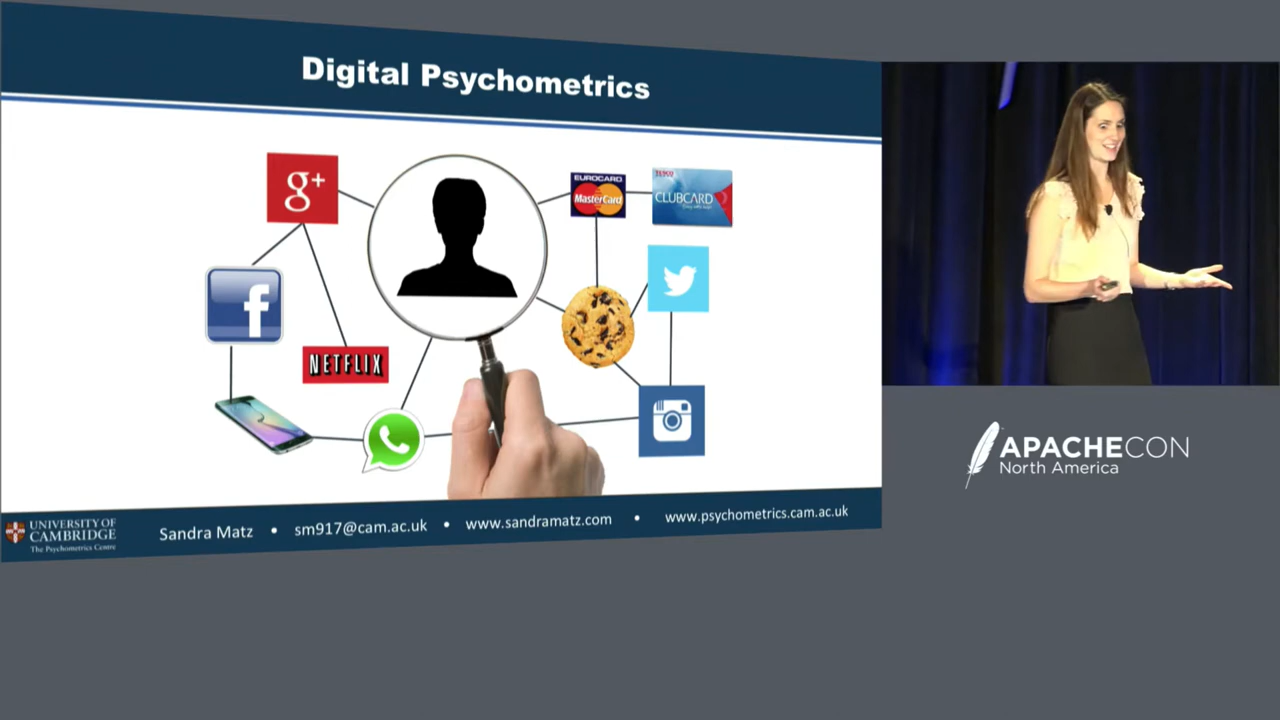 Digital Psychometrics
g+
EUROCARD
MasterCard
TESCO
CLUBCARD
f
NETFLIX
UNIVERSITY OF
CAMBRIDGE
The Psychometrics Centre
Sandra Matz • sm917@cam.ac.uk • www.sandramatz.com • www.psychometrics.cam.ac.uk
APACHECON
North America